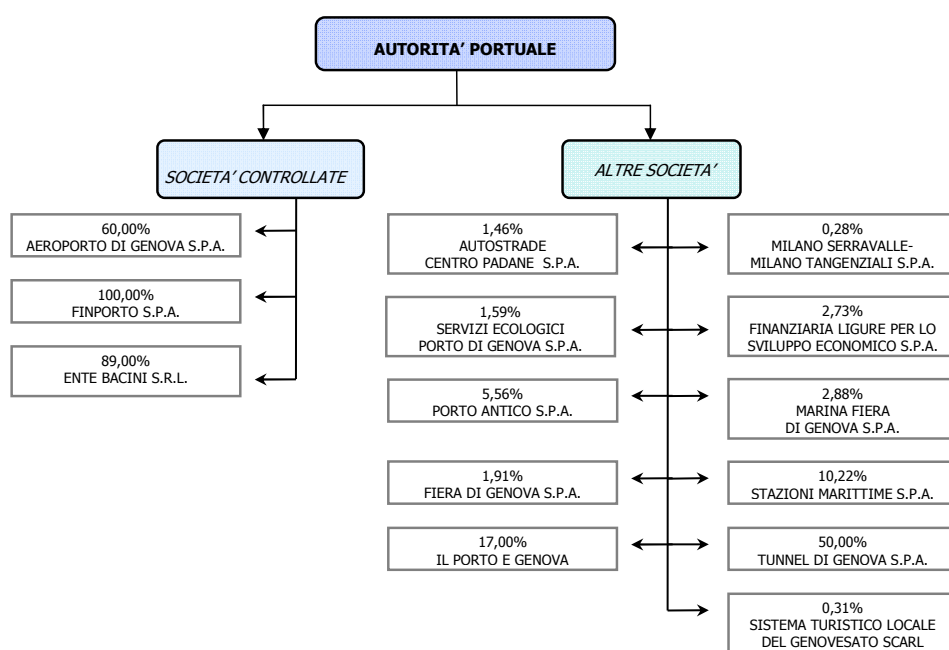 AUTORITA’ PORTUALE
SOCIETA’ CONTROLLATE
60,00%
AEROPORTO DI GENOVA S.P.A.
100,00%
FINPORTO S.P.A.
89,00%
ENTE BACINI S.R.L.
ALTRE SOCIETA’
1,46%
AUTOSTRADE
CENTRO PADANE S.P.A.
0,28%
MILANO SERRAVALLE-
MILANO TANGENZIALI S.P.A.
1,59%
SERVIZI ECOLOGICI
PORTO DI GENOVA S.P.A.
2,73%
FINANZIARIA LIGURE PER LO
SVILUPPO ECONOMICO S.P.A.
5,56%
PORTO ANTICO S.P.A.
2,88%
MARINA FIERA
DI GENOVA S.P.A.
1,91%
FIERA DI GENOVA S.P.A.
10,22%
STAZIONI MARITTIME S.P.A.
17,00%
IL PORTO E GENOVA
50,00%
TUNNEL DI GENOVA S.P.A.
0,31%
SISTEMA TURISTICO LOCALE
DEL GENOVESATO SCARL